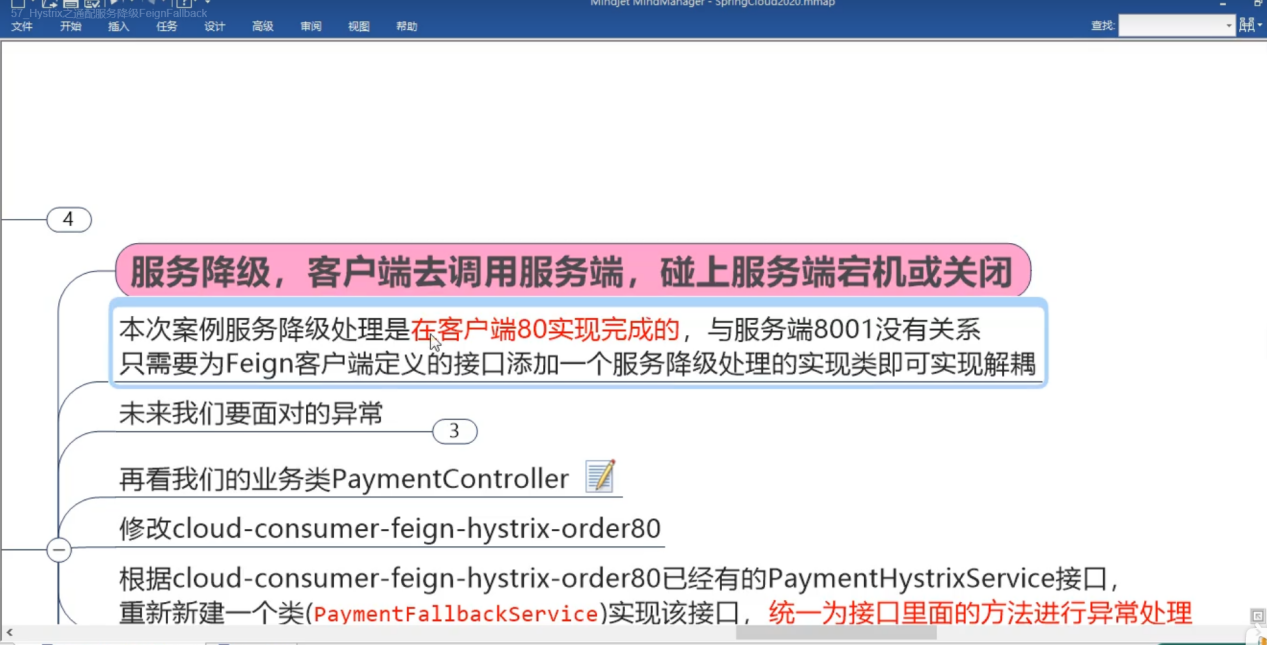 Mindjet MindManager - SpringCloud2020.mmap
57_Hystrix之通配服务降级FeignFallback
文件 开始 插入 任务 设计 高级 审阅 视图 帮助 查找:
4
服务降级，客户端去调用服务端，碰上服务端宕机或关闭
本次案例服务降级处理是在客户端80实现完成的，与服务端8001没有关系
只需要为Feign客户端定义的接口添加一个服务降级处理的实现类即可实现解耦
未来我们要面对的异常
3
再看我们的业务类PaymentController
修改cloud-consumer-feign-hystrix-order80
根据cloud-consumer-feign-hystrix-order80已经有的PaymentHystrixService接口，
重新新建一个类(PaymentFallbackService)实现该接口，统一为接口里面的方法进行异常处理